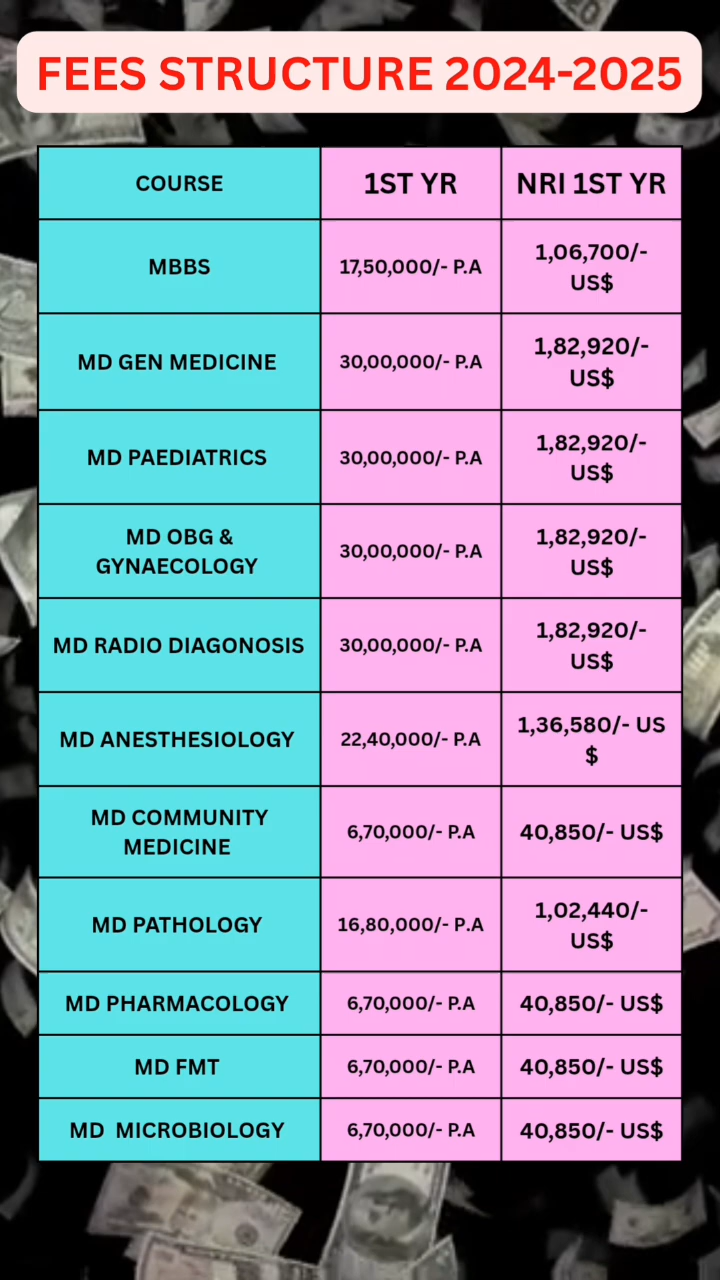 FEES STRUCTURE 2024-2025
COURSE 1ST YR NRI 1ST YR
MBBS 17,50,000/- P.A 1,06,700/-
US$
MD GEN MEDICINE 30,00,000/- P.A 1,82,920/-
US$
MD PAEDIATRICS 30,00,000/- P.A 1,82,920/-
US$
MD OBG &
GYNAECOLOGY 30,00,000/- P.A 1,82,920/-
US$
MD RADIO DIAGONOSIS 30,00,000/- P.A 1,82,920/-
US$
MD ANESTHESIOLOGY 22,40,000/- P.A 1,36,580/- US
$
MD COMMUNITY
MEDICINE 6,70,000/- P.A 40,850/- US$
MD PATHOLOGY 16,80,000/- P.A 1,02,440/-
US$
MD PHARMACOLOGY 6,70,000/- P.A 40,850/- US$
MD FMT 6,70,000/- P.A 40,850/- US$
MD MICROBIOLOGY 6,70,000/- P.A 40,850/- US$